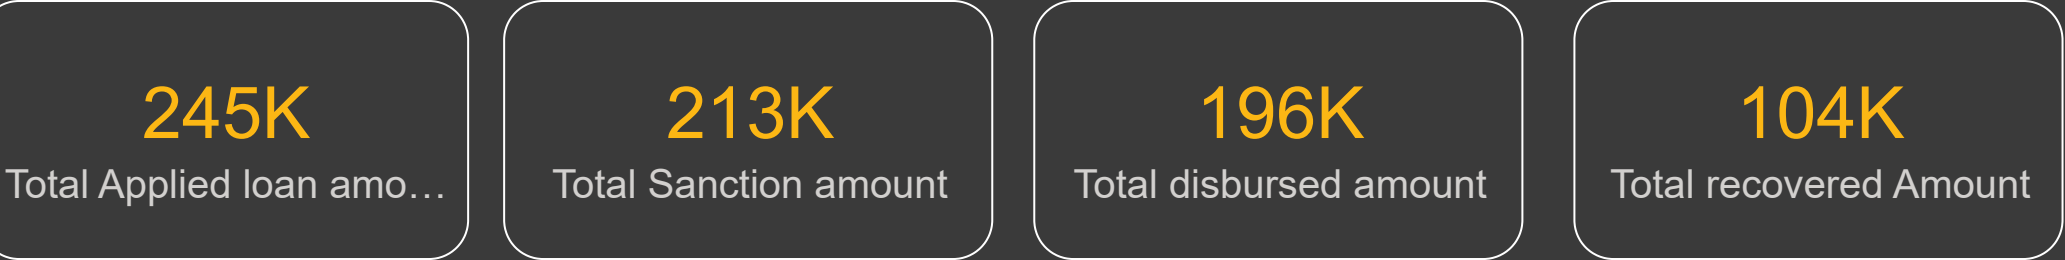 245K
Total Applied loan amo…
213K
Total Sanction amount
196K
Total disbursed amount
104K
Total recovered Amount